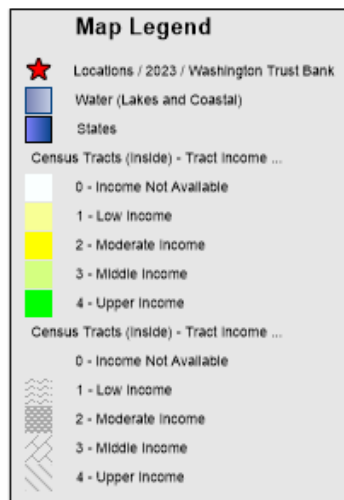 Map Legend
Locations / 2023 / Washington Trust Bank
Water (Lakes and Coastal)
States
Census Tracts (Inside) - Tract Income ...
0 - Income Not Available
1 - Low Income
2 - Moderate Income
3 - Middle Income
4 - Upper Income
Census Tracts (Inside) - Tract Income ...
0 - Income Not Available
1 - Low Income
2 - Moderate Income
3 - Middle Income
4 - Upper Income